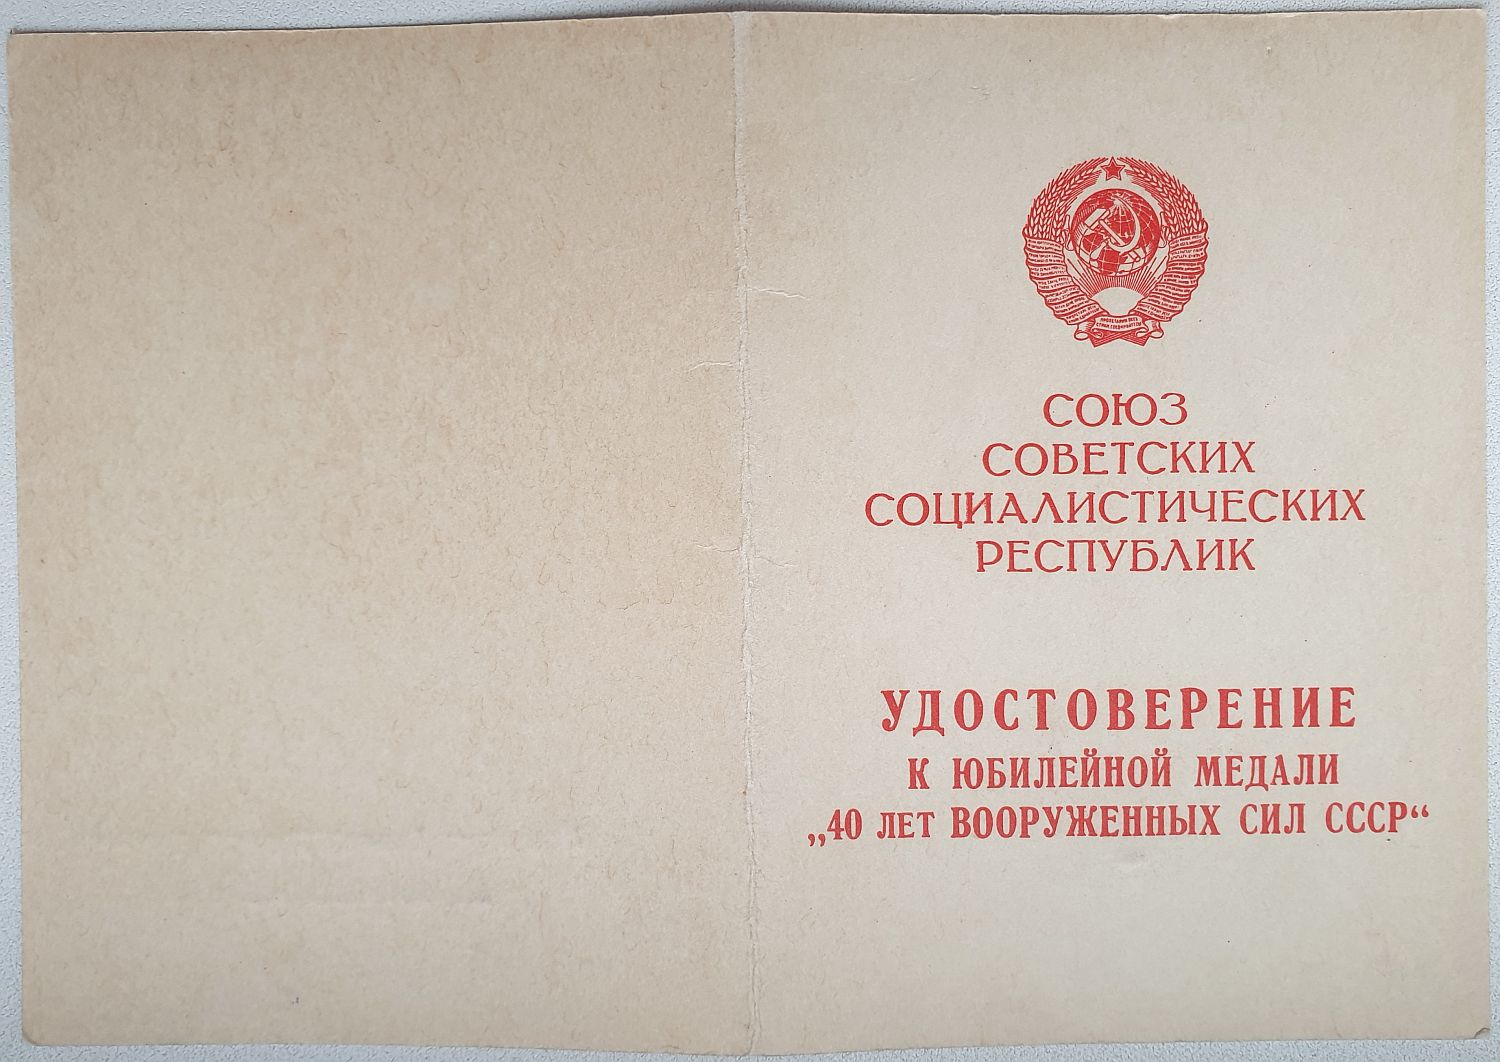 СОЮЗ
СОВЕТСКИХ
СОЦИАЛИСТИЧЕСКИХ
РЕСПУБЛИК
УДОСТОВЕРЕНИЕ
К ЮБИЛЕЙНОЙ МЕДАЛИ
„40 ЛЕТ ВООРУЖЕННЫХ СИЛ СССР“